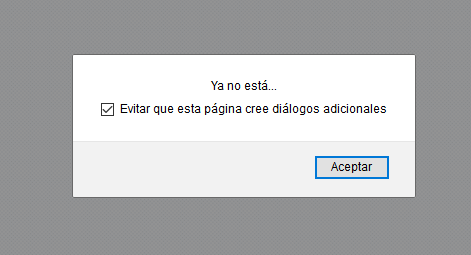 Ya no está...
Evitar que esta página cree diálogos adicionales
Aceptar